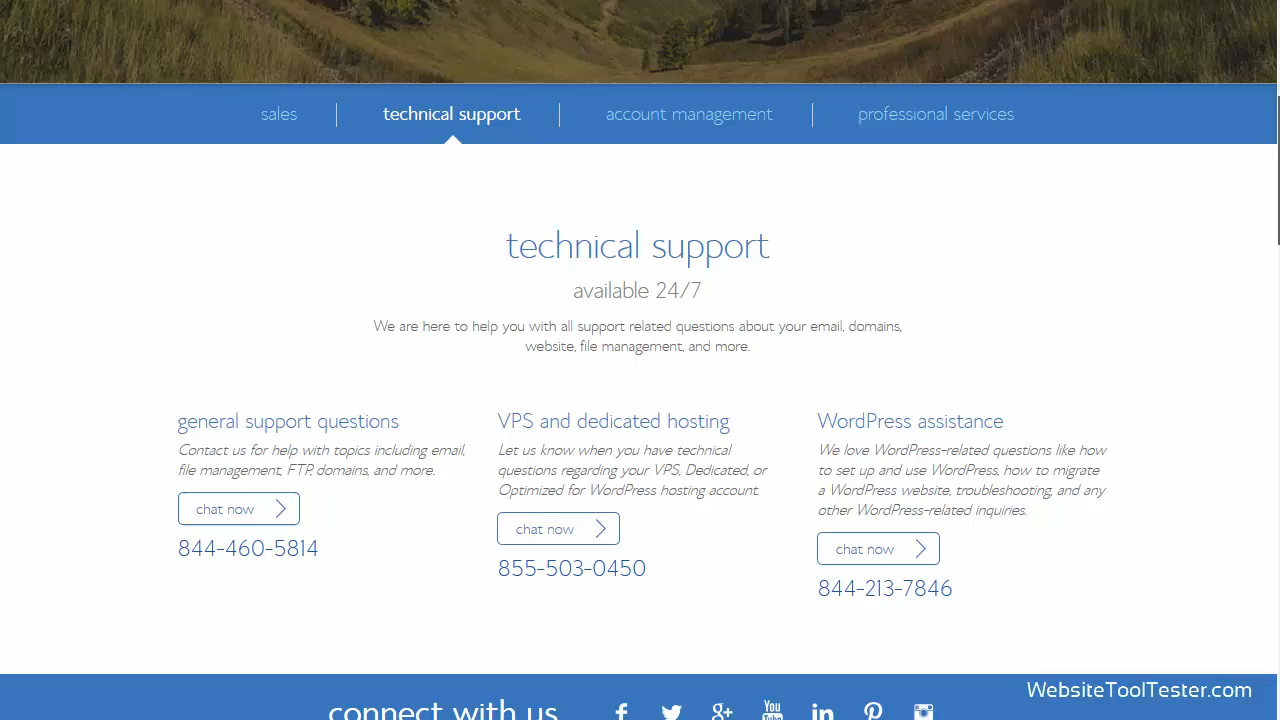 sales
technical support
account management
professional services
technical support
available 24/7
We are here to help you with all support related questions about your email, domains,
website, file management, and more.
general support questions
Contact us for help with topics including email,
file management, FTP, domains, and more.
chat now
844-460-5814
VPS and dedicated hosting
Let us know when you have technical
questions regarding your VPS, Dedicated, or
Optimized for WordPress hosting account.
chat now
855-503-0450
WordPress assistance
We love WordPress-related questions like how
to set up and use WordPress, how to migrate
a WordPress website, troubleshooting, and any
other WordPress-related inquiries.
chat now
844-213-7846
WebsiteToolTester.com
connect with us
f
g+
You
Tube
in